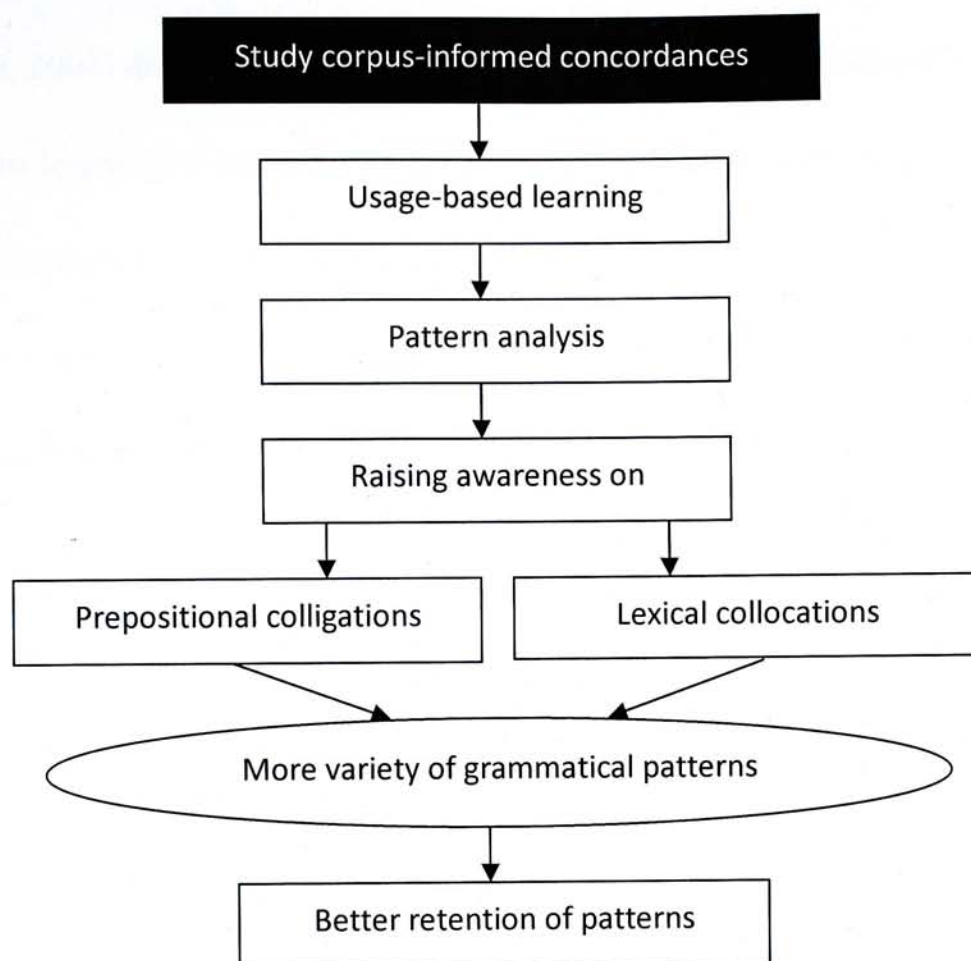 Study corpus-informed concordances
Usage-based learning
Pattern analysis
Raising awareness on
Prepositional colligations
Lexical collocations
More variety of grammatical patterns
Better retention of patterns